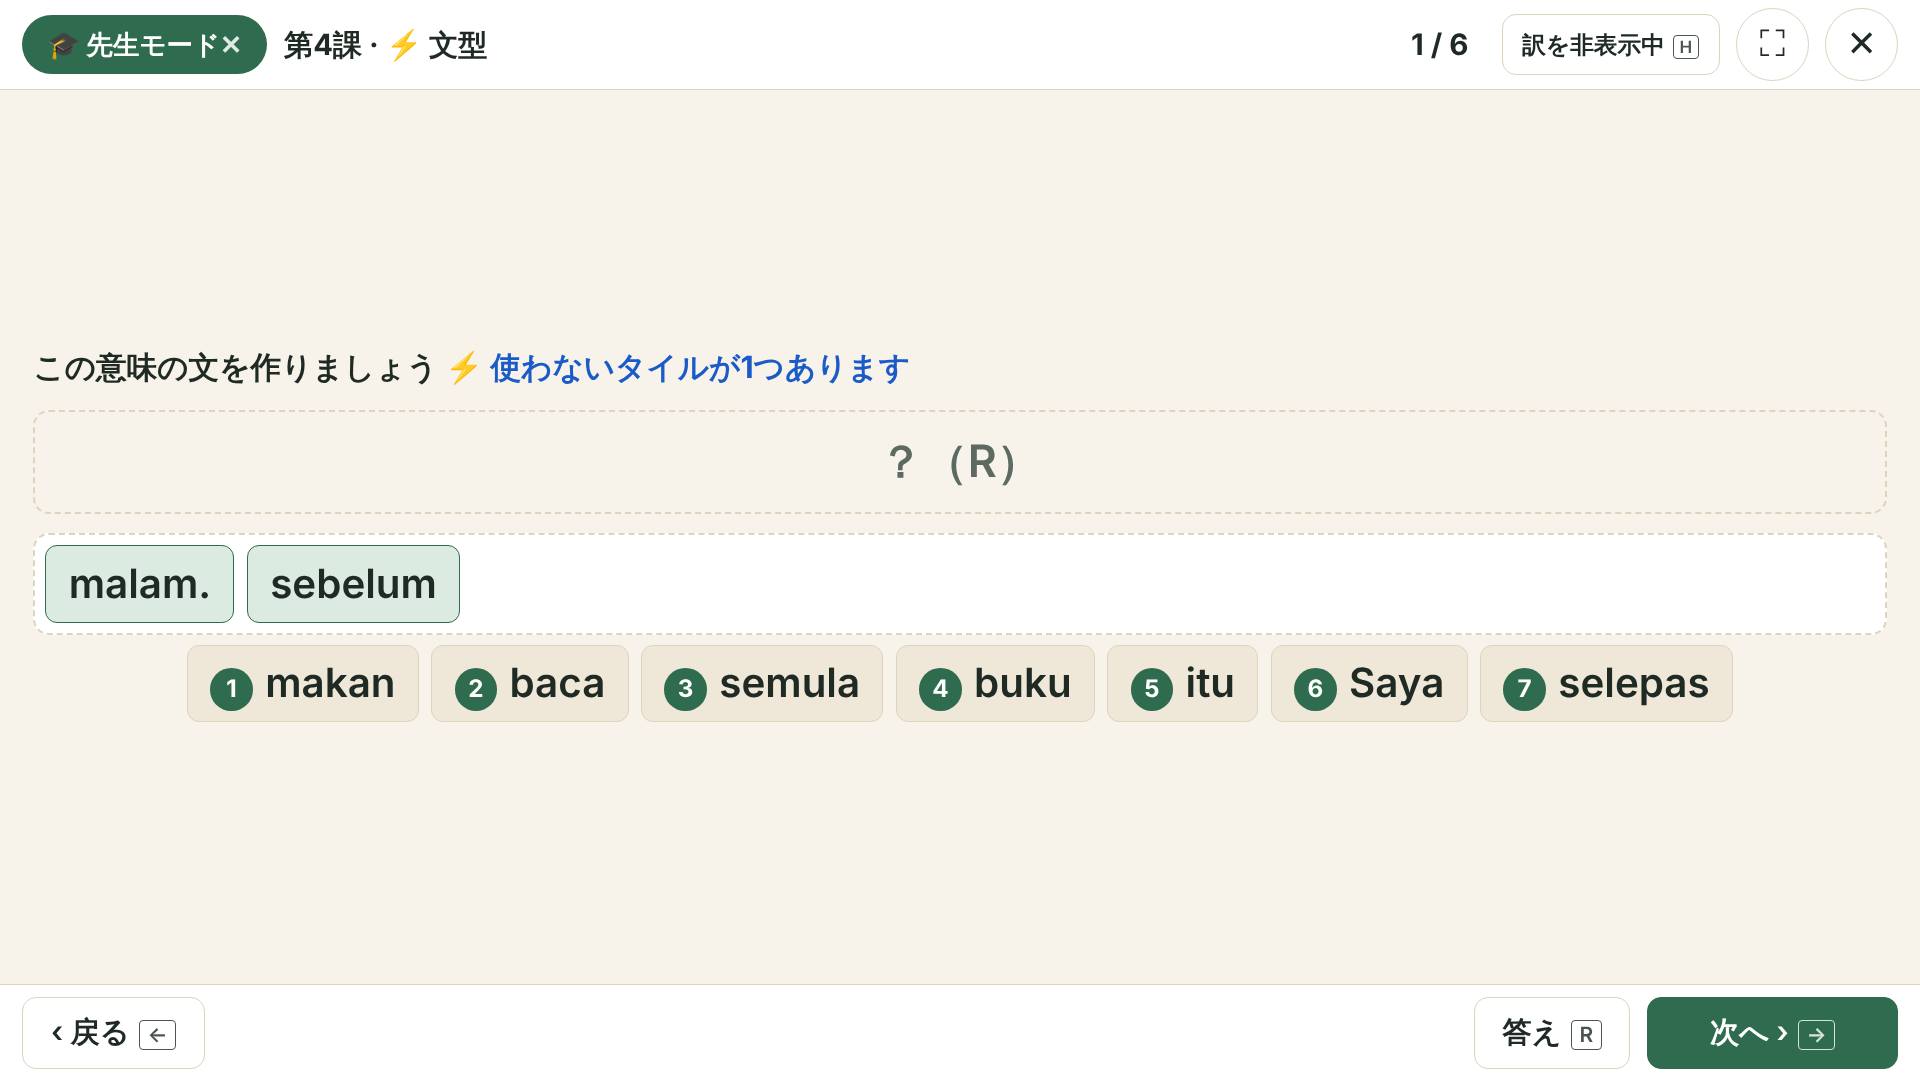 🎓 先生モード✕ 第4課 · ⚡ 文型 1 / 6 訳を非表示中 H ✕
この意味の文を作りましょう ⚡ 使わないタイルが1つあります
？（R）
malam. sebelum
1 makan 2 baca 3 semula 4 buku 5 itu 6 Saya 7 selepas
‹ 戻る ← 答え R 次へ › →